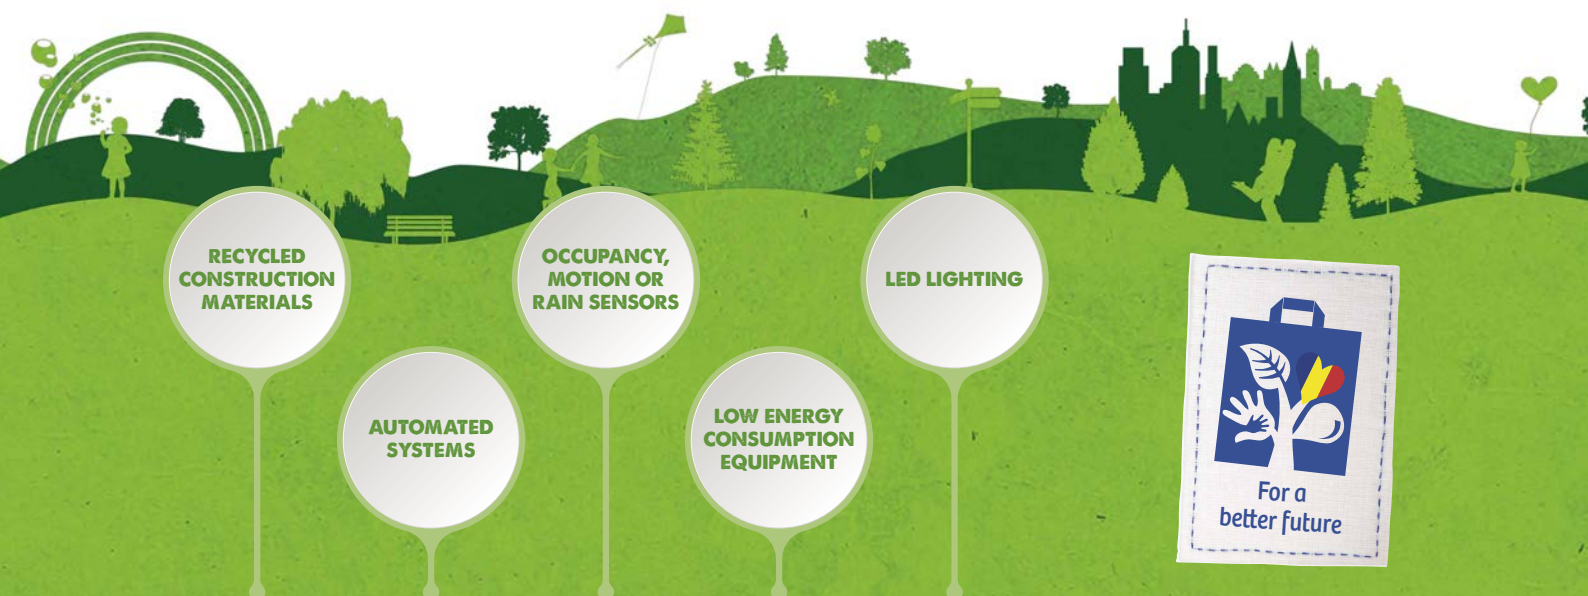 RECYCLED
CONSTRUCTION
MATERIALS
OCCUPANCY,
MOTION OR
RAIN SENSORS
LED LIGHTING
AUTOMATED
SYSTEMS
LOW ENERGY
CONSUMPTION
EQUIPMENT
For a
better future